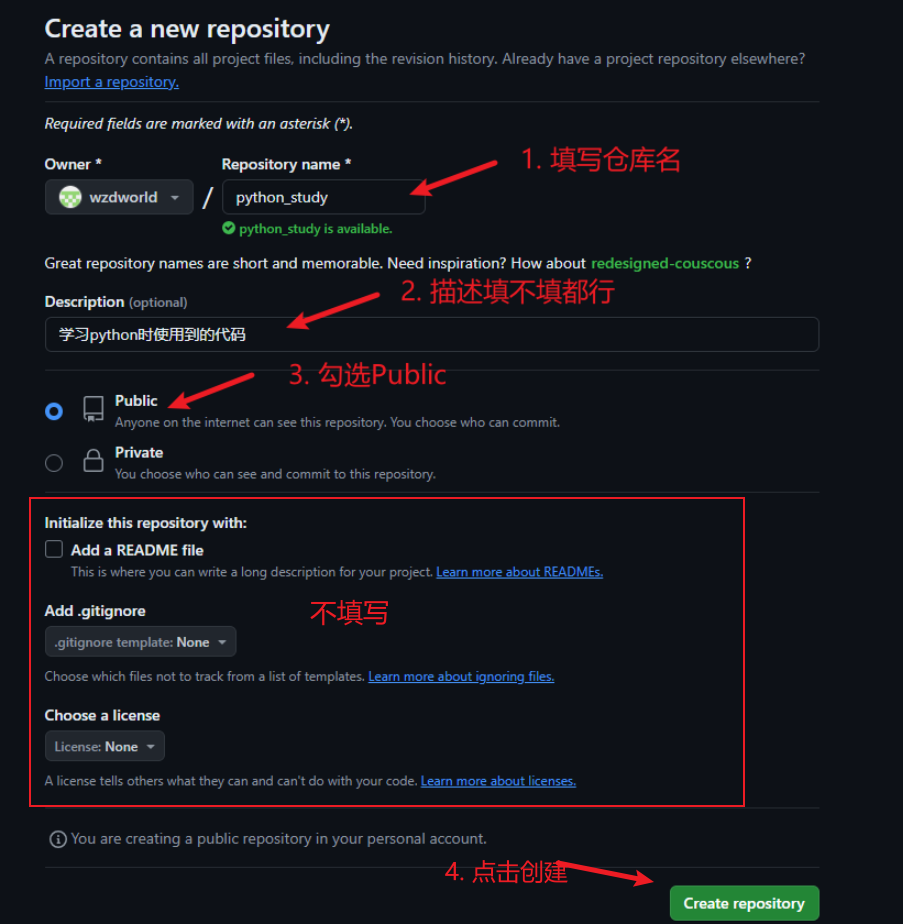 Create a new repository
A repository contains all project files, including the revision history. Already have a project repository elsewhere?
Import a repository.
Required fields are marked with an asterisk (*).
Owner *
Repository name *
1. 填写仓库名
wzdworld
/
python_study
python_study is available.
Great repository names are short and memorable. Need inspiration? How about redesigned-couscous ?
2. 描述填不填都行
Description (optional)
学习python时使用到的代码
3. 勾选Public
Public
Anyone on the internet can see this repository. You choose who can commit.
Private
You choose who can see and commit to this repository.
Initialize this repository with:
Add a README file
This is where you can write a long description for your project. Learn more about READMEs.
不填写
Add .gitignore
.gitignore template: None
Choose which files not to track from a list of templates. Learn more about ignoring files.
Choose a license
License: None
A license tells others what they can and can't do with your code. Learn more about licenses.
You are creating a public repository in your personal account.
4. 点击创建
Create repository